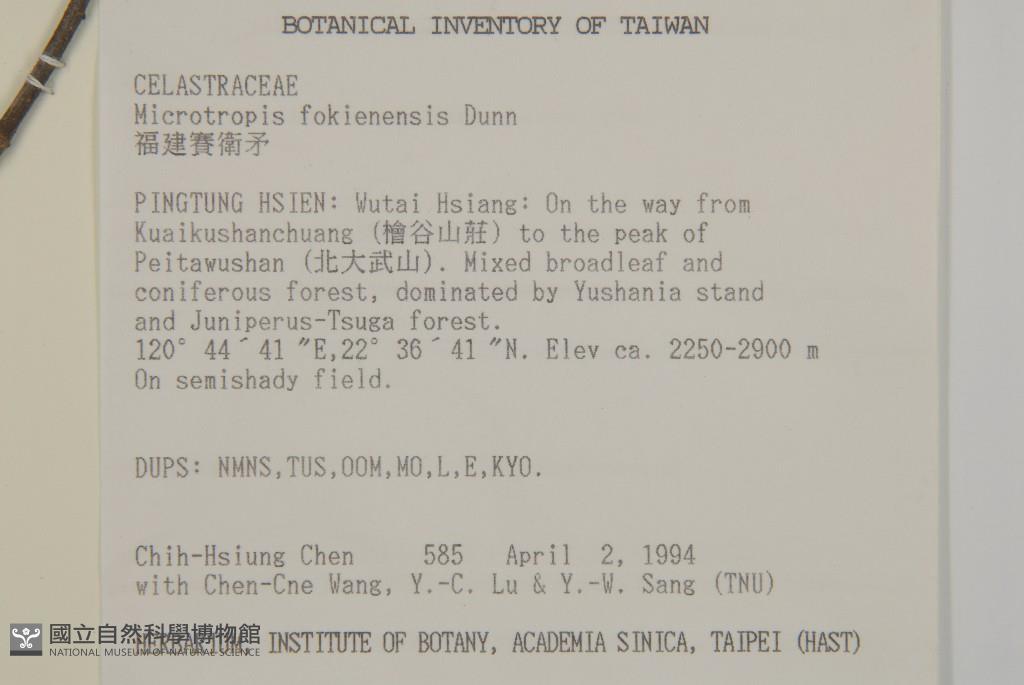 BOTANICAL INVENTORY OF TAIWAN
CELASTRACEAE
Microtropis fokienensis Dunn
福建賽衛矛
PINGTUNG HSIEN: Wutai Hsiang: On the way from
Kuaikushanchuang (檜谷山莊) to the peak of
Peitawushan (北大武山). Mixed broadleaf and
coniferous forest, dominated by Yushania stand
and Juniperus-Tsuga forest.
120° 44´ 41 ″E,22° 36´ 41 ″N. Elev ca. 2250-2900 m
On semishady field.
DUPS: NMNS,TUS,OOM,MO,L,E,KYO.
Chih-Hsiung Chen 585 April 2, 1994
with Chen-Cne Wang, Y.-C. Lu & Y.-W. Sang (TNU)
HERBARIUM, INSTITUTE OF BOTANY, ACADEMIA SINICA, TAIPEI (HAST)
國立自然科學博物館
NATIONAL MUSEUM OF NATURAL SCIENCE